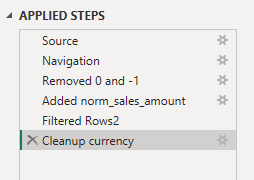 APPLIED STEPS
Source
Navigation
Removed 0 and -1
Added norm_sales_amount
Filtered Rows2
Cleanup currency